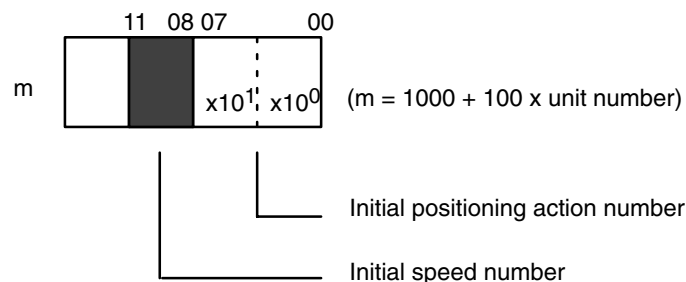 11 08 07 00
m x10¹ x10⁰ (m = 1000 + 100 x unit number)
Initial positioning action number
Initial speed number